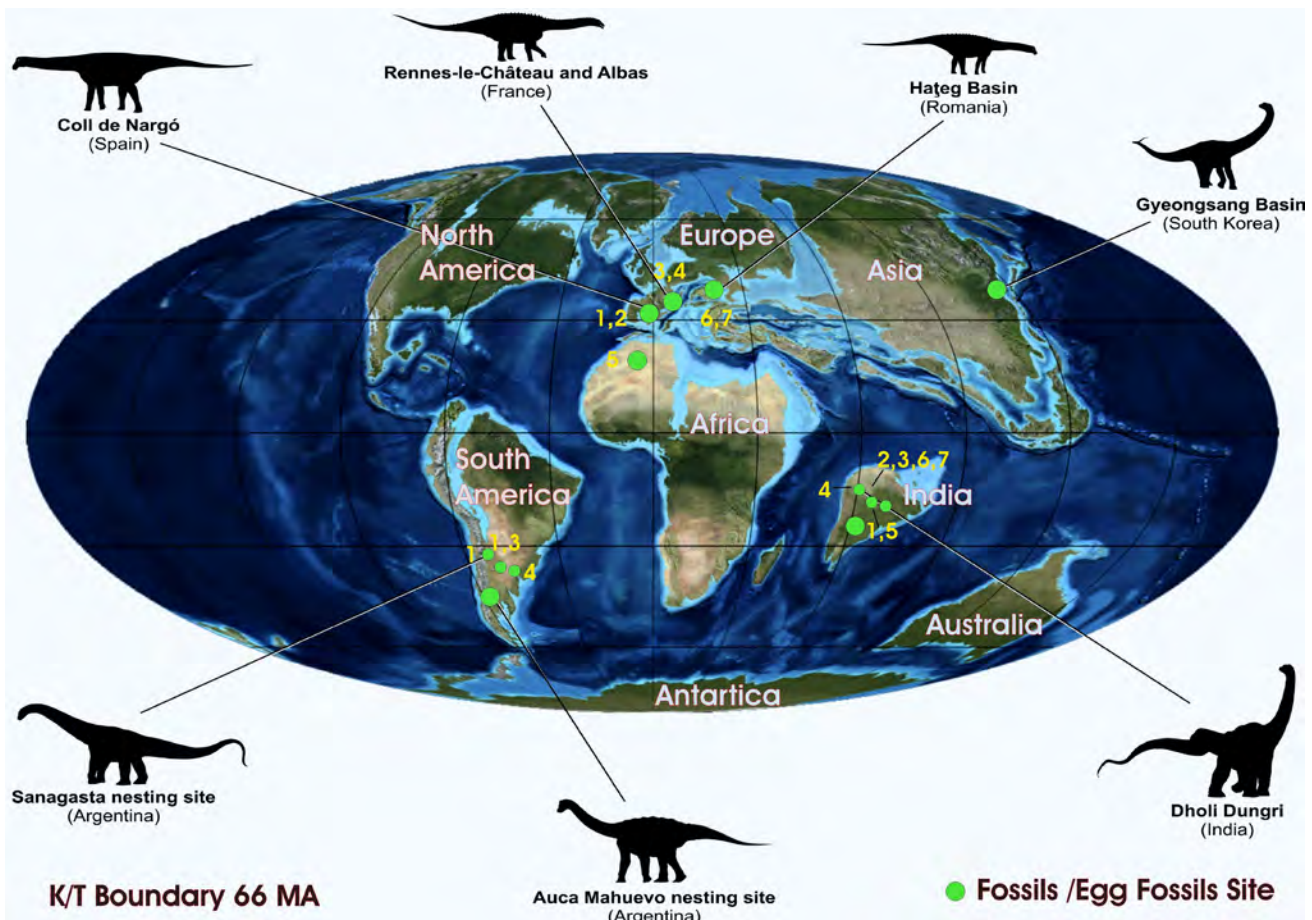 Rennes-le-Château and Albas
(France)
Haţeg Basin
(Romania)
Coll de Nargó
(Spain)
Gyeongsang Basin
(South Korea)
North
America
Europe
Asia
3,4
1,2
6,7
5
Africa
South
America
2,3,6,7
4
India
1,5
1
1,3
4
Australia
Antartica
Sanagasta nesting site
(Argentina)
Dholi Dungri
(India)
Auca Mahuevo nesting site
(Argentina)
K/T Boundary 66 MA
Fossils /Egg Fossils Site